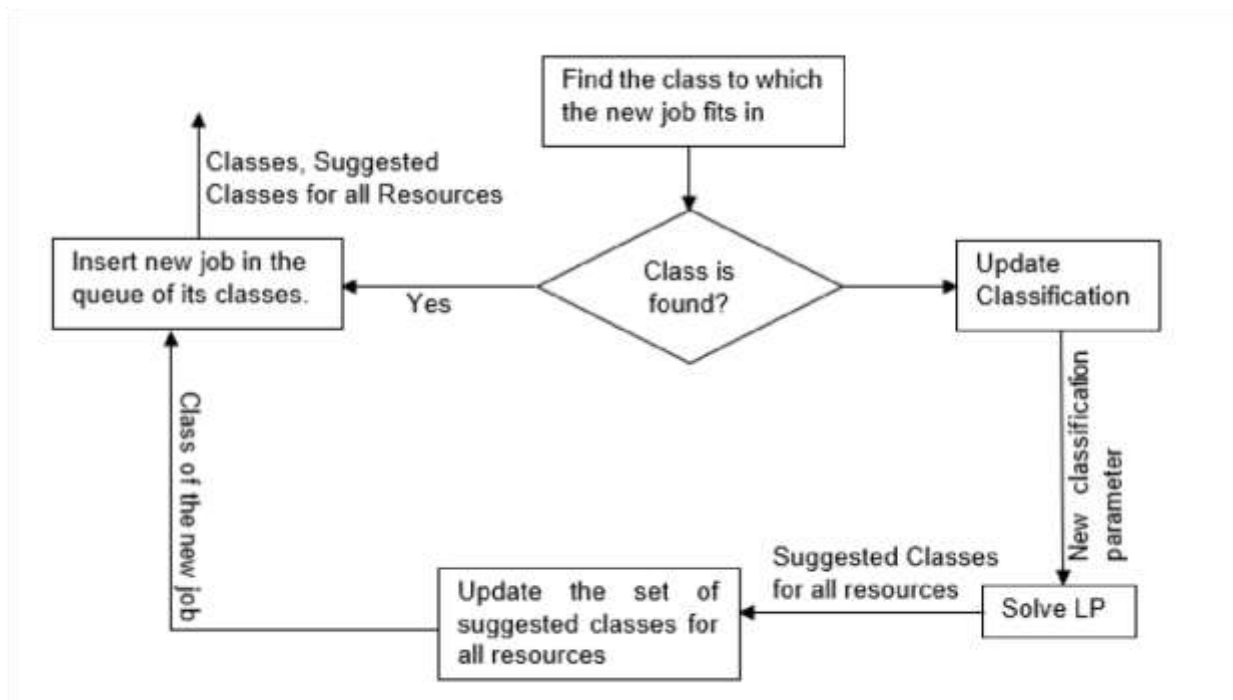 Find the class to which
the new job fits in
Classes, Suggested
Classes for all Resources
Insert new job in the
queue of its classes.
Yes
Class is
found?
Update
Classification
Class of the new job
New classification
parameter
Suggested Classes
for all resources
Update the set of
suggested classes for
all resources
Solve LP